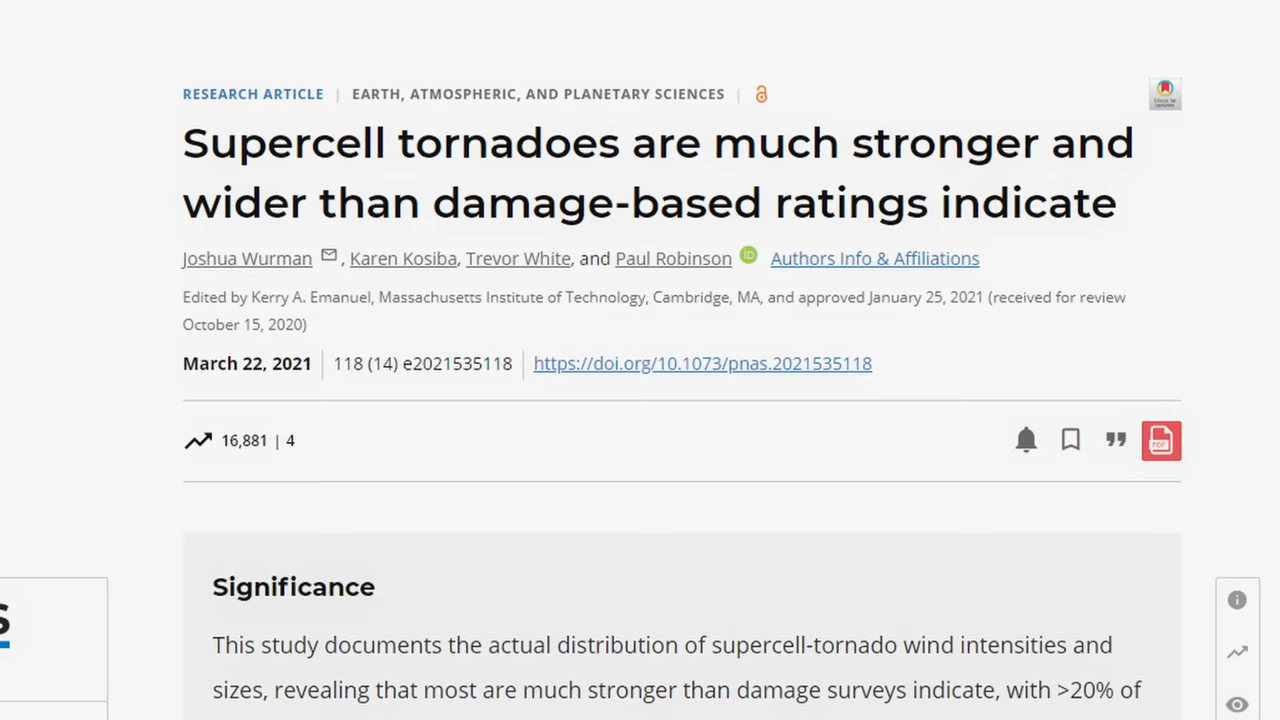 RESEARCH ARTICLE | EARTH, ATMOSPHERIC, AND PLANETARY SCIENCES |
Supercell tornadoes are much stronger and
wider than damage-based ratings indicate
Joshua Wurman , Karen Kosiba, Trevor White, and Paul Robinson iD Authors Info & Affiliations
Edited by Kerry A. Emanuel, Massachusetts Institute of Technology, Cambridge, MA, and approved January 25, 2021 (received for review
October 15, 2020)
March 22, 2021 | 118 (14) e2021535118 | https://doi.org/10.1073/pnas.2021535118
16,881 | 4
PDF
Significance
This study documents the actual distribution of supercell-tornado wind intensities and
sizes, revealing that most are much stronger than damage surveys indicate, with >20% of